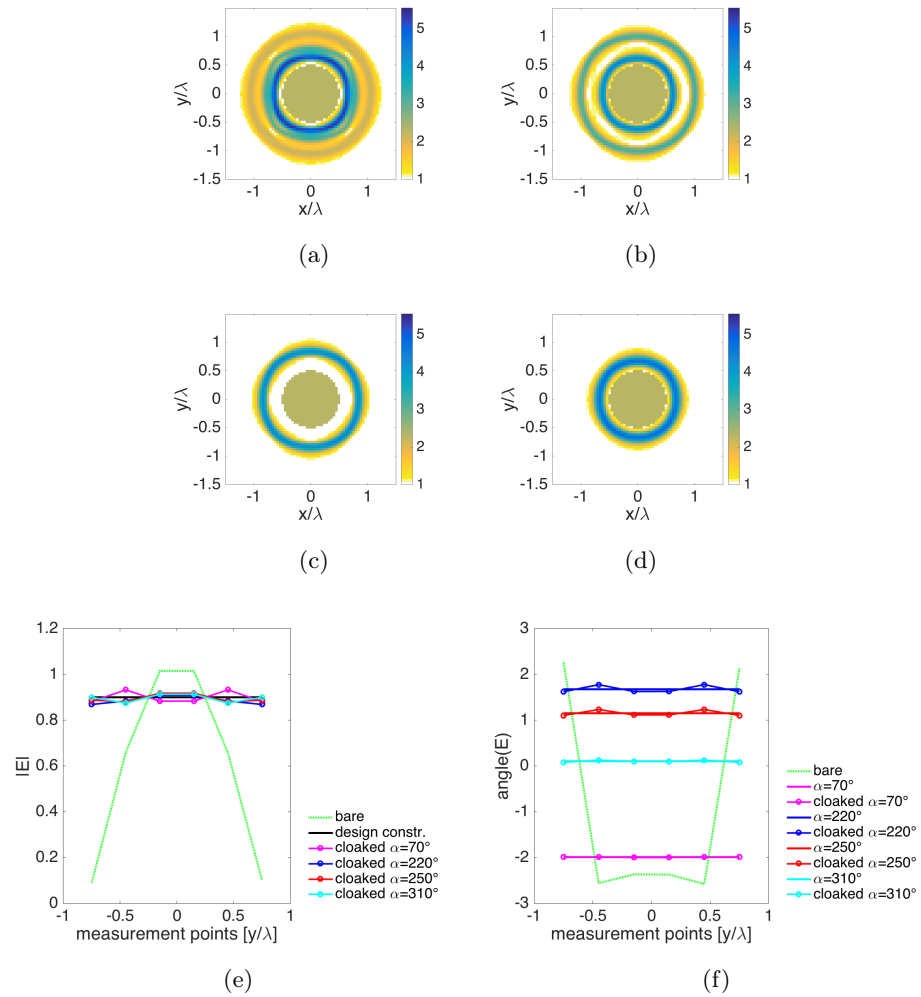 1
0.5
0
-0.5
-1
-1.5
y/λ
-1 0 1
x/λ
5
4
3
2
1
(a)
1
0.5
0
-0.5
-1
-1.5
y/λ
-1 0 1
x/λ
5
4
3
2
1
(b)
1
0.5
0
-0.5
-1
-1.5
y/λ
-1 0 1
x/λ
5
4
3
2
1
(c)
1
0.5
0
-0.5
-1
-1.5
y/λ
-1 0 1
x/λ
5
4
3
2
1
(d)
1.2
1
0.8
0.6
0.4
0.2
0
|E|
-1 -0.5 0 0.5 1
measurement points [y/λ]
bare
design constr.
cloaked α=70°
cloaked α=220°
cloaked α=250°
cloaked α=310°
(e)
3
2
1
0
-1
-2
-3
angle(E)
-1 -0.5 0 0.5 1
measurement points [y/λ]
bare
α=70°
cloaked α=70°
α=220°
cloaked α=220°
α=250°
cloaked α=250°
α=310°
cloaked α=310°
(f)